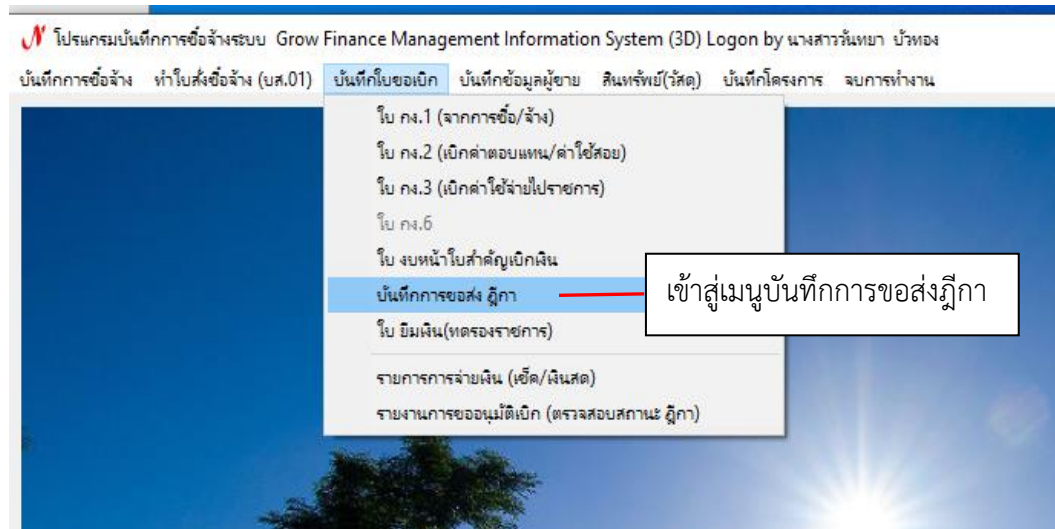 โปรแกรมบันทึกการซื้อจ้างระบบ Grow Finance Management Information System (3D) Logon by นางสาววันทยา บัวทอง
บันทึกการซื้อจ้าง ทำใบสั่งซื้อจ้าง (บส.01) บันทึกใบขอเบิก บันทึกข้อมูลผู้ขาย สินทรัพย์(วัสดุ) บันทึกโครงการ จบการทำงาน
ใบ กง.1 (จากการซื้อ/จ้าง)
ใบ กง.2 (เบิกค่าตอบแทน/ค่าใช้สอย)
ใบ กง.3 (เบิกค่าใช้จ่ายไปราชการ)
ใบ กง.6
ใบ งบหน้าใบสำคัญเบิกเงิน
บันทึกการขอส่ง ฎีกา
เข้าสู่เมนูบันทึกการขอส่งฎีกา
ใบ ยืมเงิน(ทดรองราชการ)
รายการการจ่ายเงิน (เช็ค/เงินสด)
รายงานการขออนุมัติเบิก (ตรวจสอบสถานะ ฎีกา)